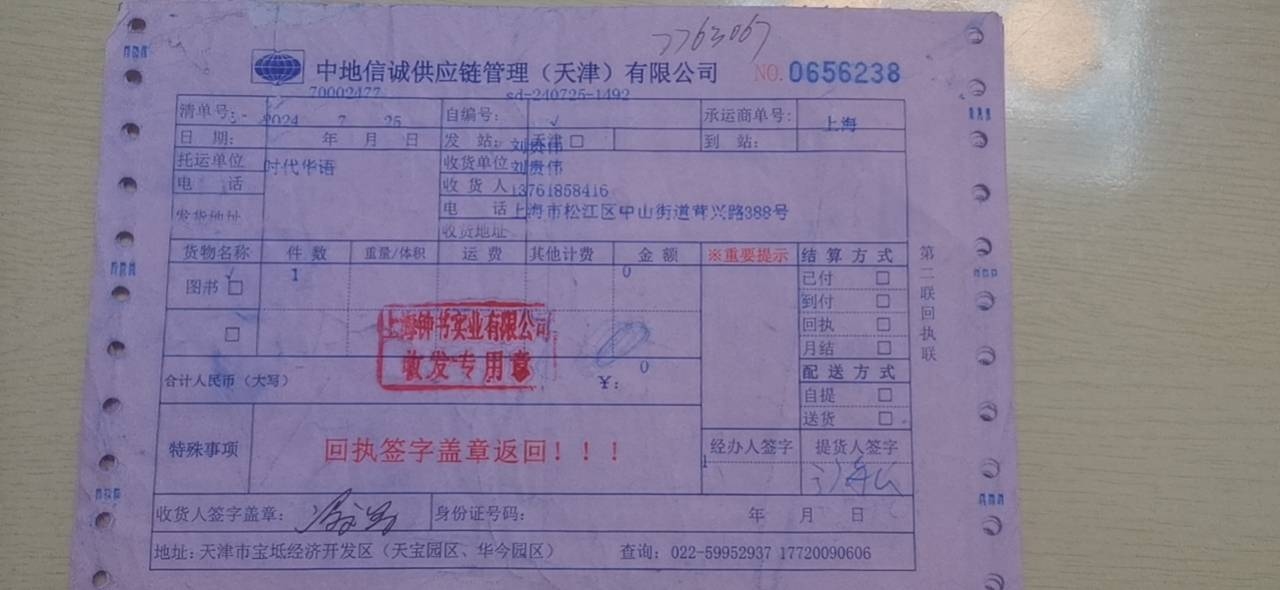 7763067
中地信诚供应链管理（天津）有限公司 NO.0656238
70002477 sd-240725-1492
清单号: 自编号: 承运商单号:
2024 7 25 上海
日 期: 年 月 日 发 站: 天津□ 到 站:
刘贵伟
托运单位 时代华语 收货单位 刘贵伟
电 话 收 货 人 13761858416
发货地址 电 话 上海市松江区中山街道茸兴路388号
收货地址
货物名称 件 数 重量/体积 运 费 其他计费 金 额 ※重要提示 结 算 方 式
图书 □ 1 0 已付 □
到付 □
上海钟书实业有限公司
□ 回执 □
收发专用章
月结 □
合计人民币（大写） ¥: 0 配 送 方 式
自提 □
送货 □
特殊事项 回执签字盖章返回！！！ 经办人签字 提货人签字
收货人签字盖章: 身份证号码: 年 月 日
地址:天津市宝坻经济开发区（天宝园区、华今园区） 查询: 022-59952937 17720090606
第二联回执联